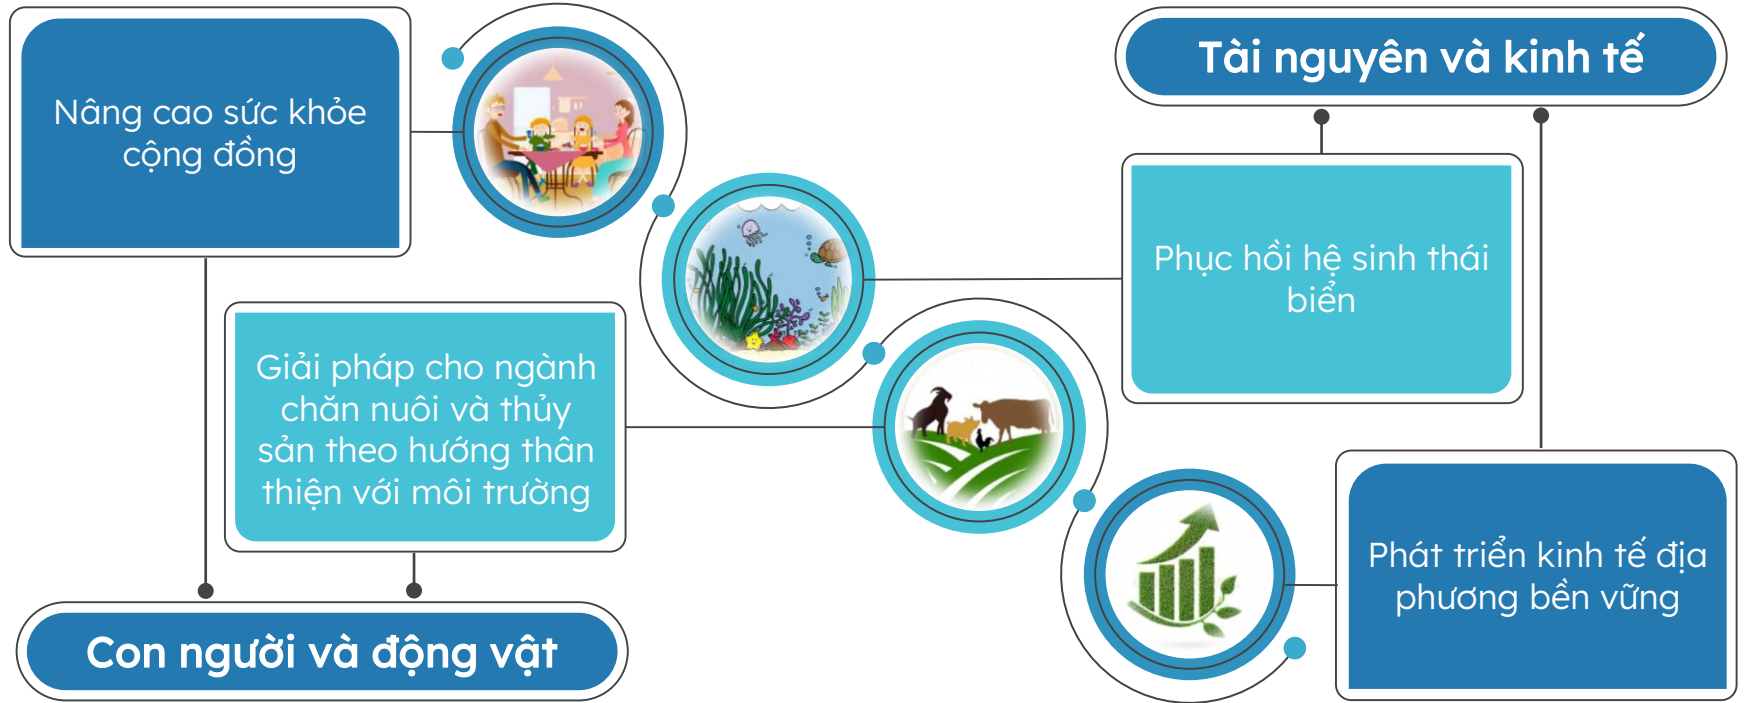 Nâng cao sức khỏe
cộng đồng
Giải pháp cho ngành
chăn nuôi và thủy
sản theo hướng thân
thiện với môi trường
Con người và động vật
Tài nguyên và kinh tế
Phục hồi hệ sinh thái
biển
Phát triển kinh tế địa
phương bền vững